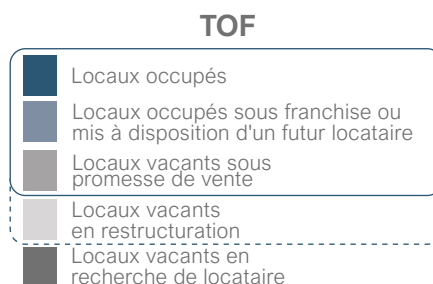 TOF
Locaux occupés
Locaux occupés sous franchise ou
mis à disposition d'un futur locataire
Locaux vacants sous
promesse de vente
Locaux vacants
en restructuration
Locaux vacants en
recherche de locataire